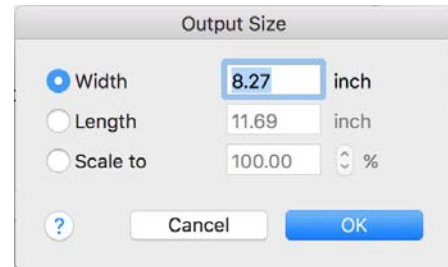 Output Size
Width 8.27 inch
Length 11.69 inch
Scale to 100.00 %
? Cancel OK